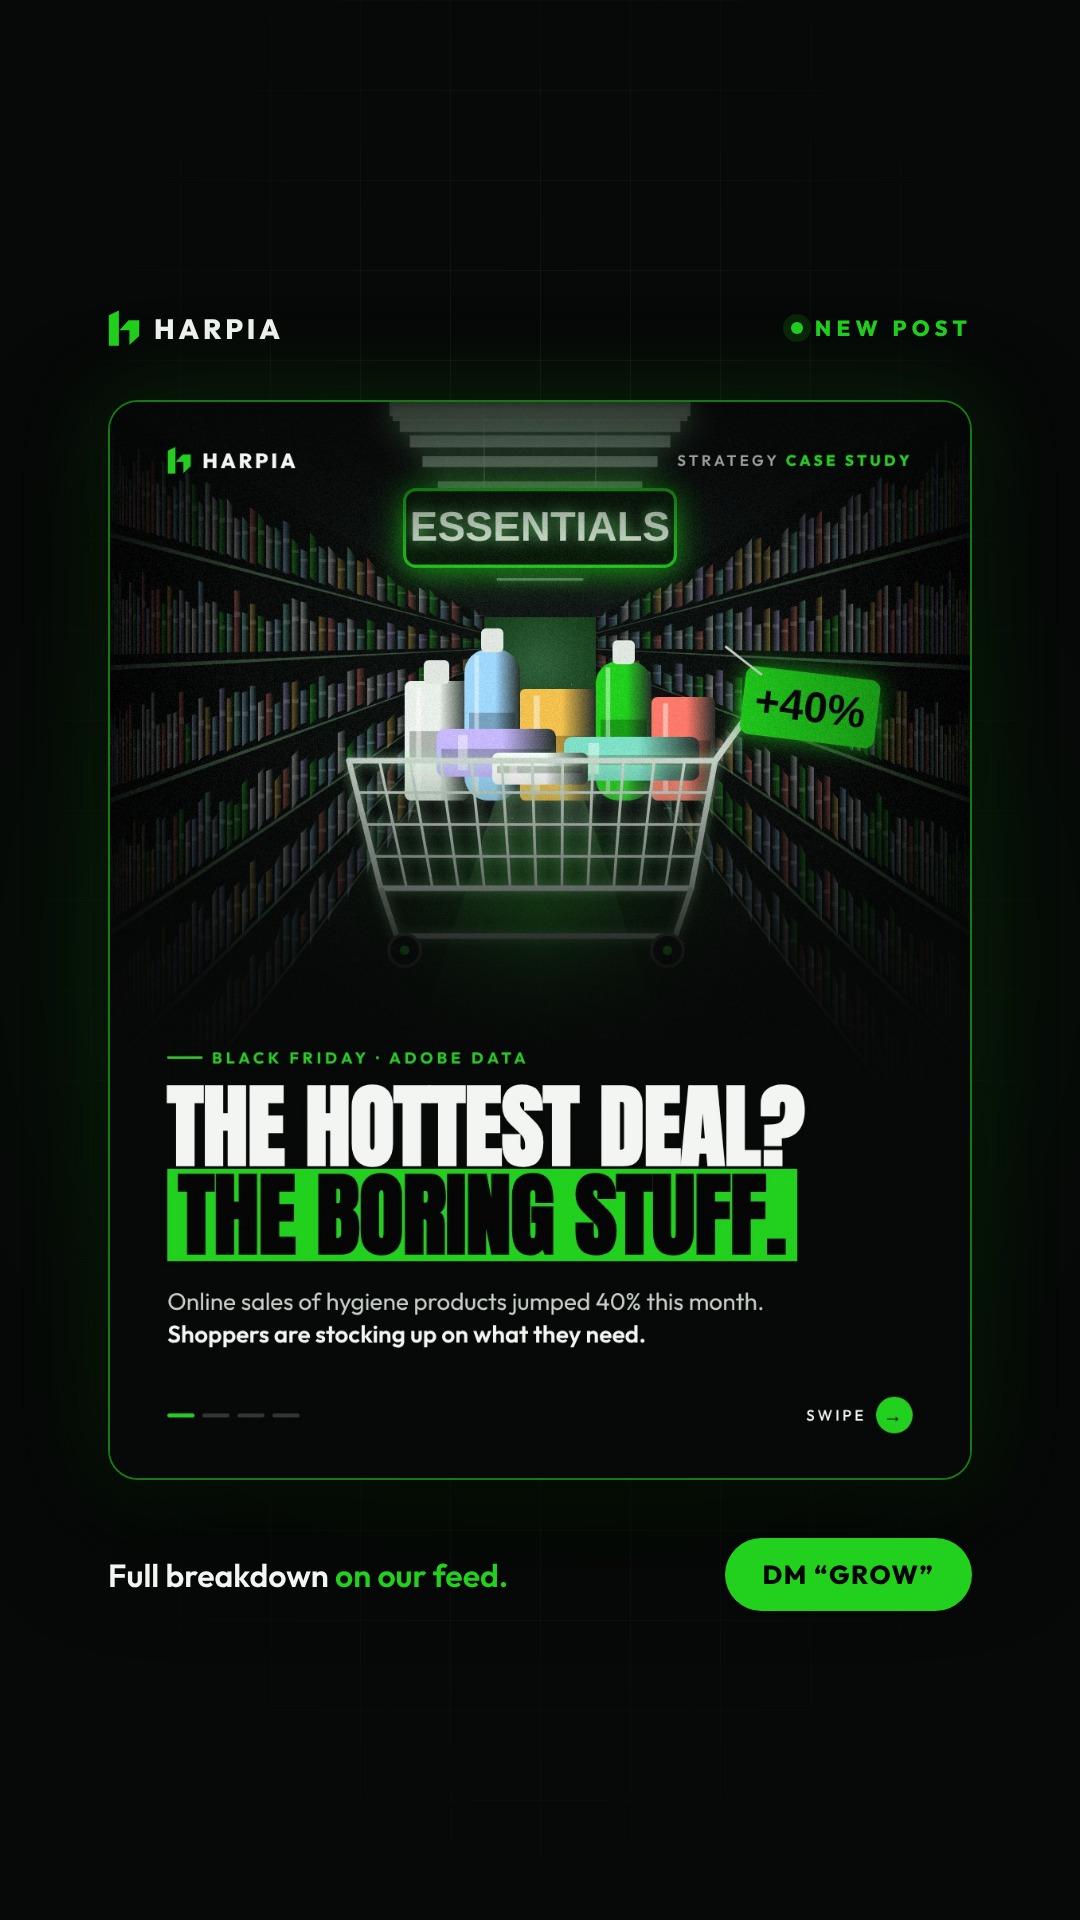 HARPIA
NEW POST
HARPIA
STRATEGY CASE STUDY
ESSENTIALS
+40%
BLACK FRIDAY · ADOBE DATA
THE HOTTEST DEAL?
THE BORING STUFF.
Online sales of hygiene products jumped 40% this month.
Shoppers are stocking up on what they need.
SWIPE →
Full breakdown on our feed.
DM “GROW”